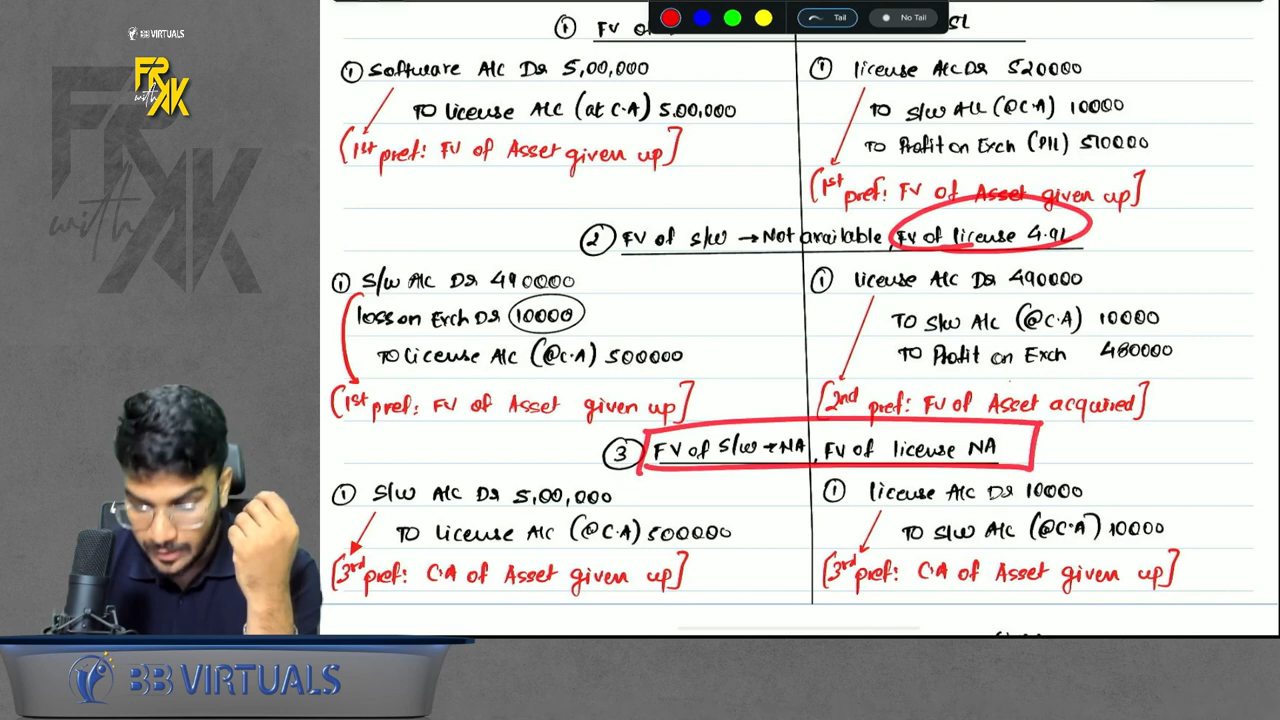 BB VIRTUALS
FR
with
AK
FR
with
AK
Tail
No Tail
① FV of
SL
① Software A/c Dr 5,00,000
To License A/c (at C.A) 5,00,000
(1st pref: FV of Asset given up]
① license A/c Dr 520000
To S/w A/c (@C.A) 10000
To Profit on Exch (P/L) 510000
(1st pref: FV of Asset given up]
② FV of S/w → Not available, FV of license 4.9L
① S/w A/c Dr 490000
loss on Exch Dr 10000
To License A/c (@C.A) 500000
(1st pref: FV of Asset given up]
① license A/c Dr 490000
To S/w A/c (@C.A) 10000
To Profit on Exch 480000
(2nd pref: FV of Asset acquired]
③ FV of S/w → NA, FV of license NA
① S/w A/c Dr 5,00,000
To License A/c (@C.A) 500000
[3rd pref: C.A of Asset given up]
① license A/c Dr 10000
To S/w A/c (@C.A) 10000
[3rd pref: C.A of Asset given up]
BB VIRTUALS